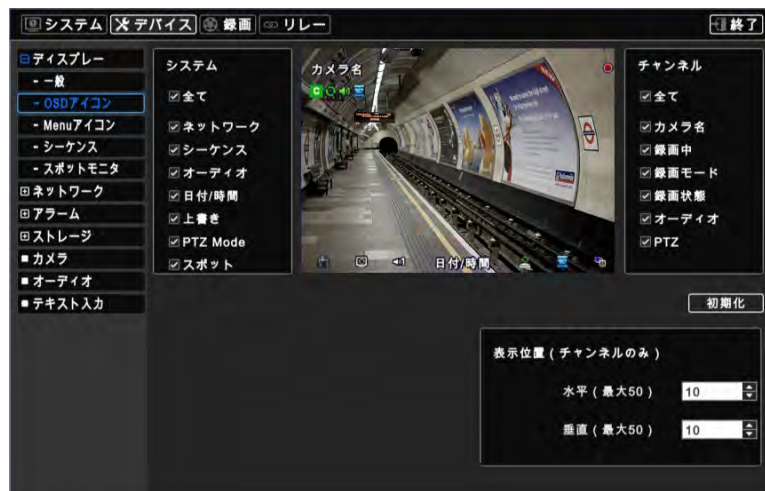 システム デバイス 録画 リレー 終了
ディスプレー
- 一般
- OSDアイコン
- Menuアイコン
- シーケンス
- スポットモニタ
ネットワーク
アラーム
ストレージ
カメラ
オーディオ
テキスト入力
システム
全て
ネットワーク
シーケンス
オーディオ
日付/時間
上書き
PTZ Mode
スポット
カメラ名
C
日付/時間
チャンネル
全て
カメラ名
録画中
録画モード
録画状態
オーディオ
PTZ
初期化
表示位置 ( チャンネルのみ )
水平 ( 最大50 ) 10
垂直 ( 最大50 ) 10